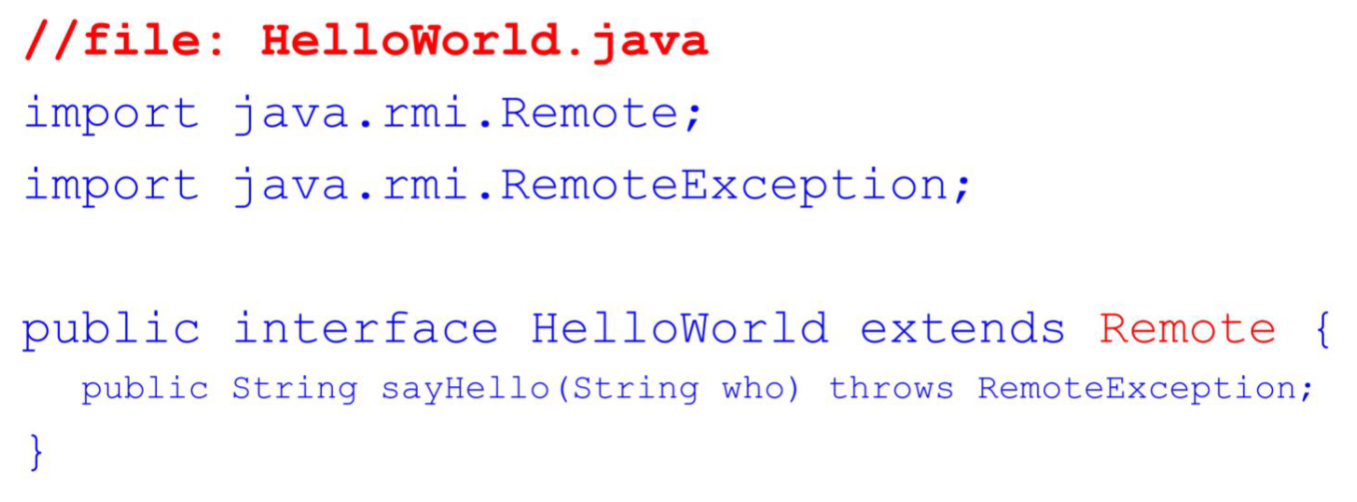 //file: HelloWorld.java
import java.rmi.Remote;
import java.rmi.RemoteException;
public interface HelloWorld extends Remote {
public String sayHello(String who) throws RemoteException;
}